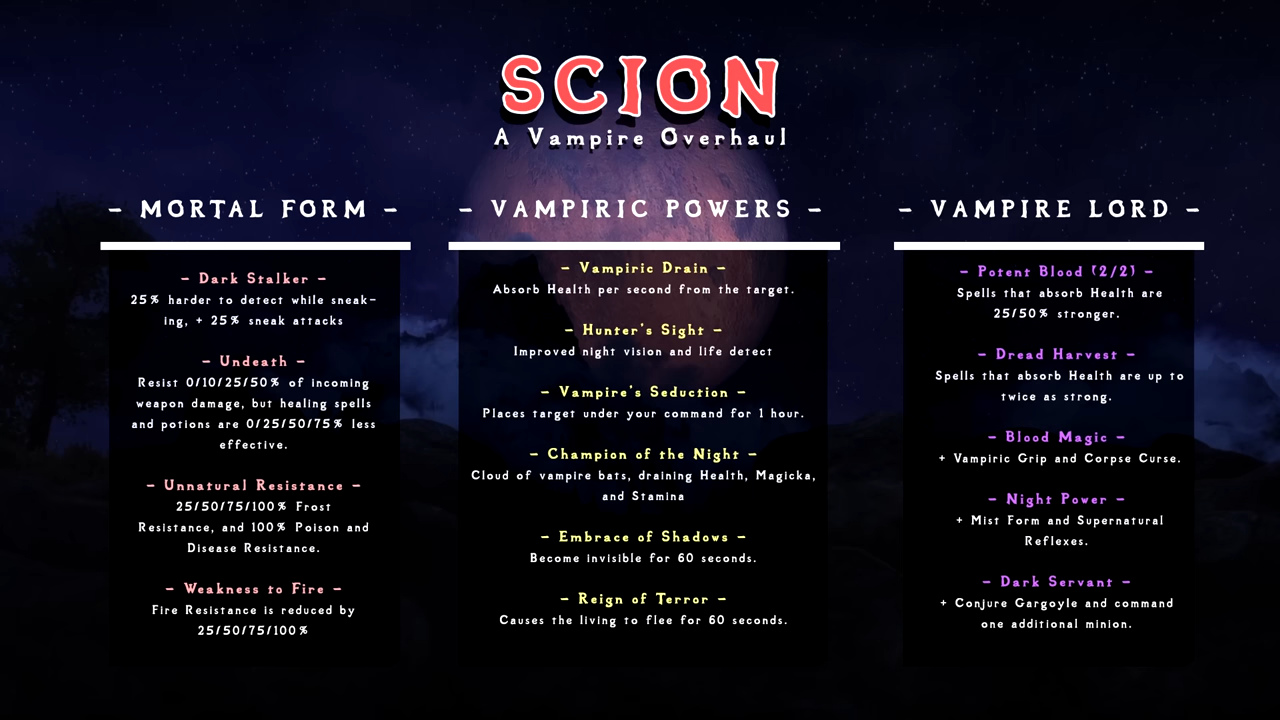 SCION
A Vampire Overhaul
– MORTAL FORM –
– Dark Stalker –
25% harder to detect while sneak–
ing, + 25% sneak attacks
– Undeath –
Resist 0/10/25/50% of incoming
weapon damage, but healing spells
and potions are 0/25/50/75% less
effective.
– Unnatural Resistance –
25/50/75/100% Frost
Resistance, and 100% Poison and
Disease Resistance.
– Weakness to Fire –
Fire Resistance is reduced by
25/50/75/100%
– VAMPIRIC POWERS –
– Vampiric Drain –
Absorb Health per second from the target.
– Hunter's Sight –
Improved night vision and life detect
– Vampire's Seduction –
Places target under your command for 1 hour.
– Champion of the Night –
Cloud of vampire bats, draining Health, Magicka,
and Stamina
– Embrace of Shadows –
Become invisible for 60 seconds.
– Reign of Terror –
Causes the living to flee for 60 seconds.
– VAMPIRE LORD –
– Potent Blood (2/2) –
Spells that absorb Health are
25/50% stronger.
– Dread Harvest –
Spells that absorb Health are up to
twice as strong.
– Blood Magic –
+ Vampiric Grip and Corpse Curse.
– Night Power –
+ Mist Form and Supernatural
Reflexes.
– Dark Servant –
+ Conjure Gargoyle and command
one additional minion.